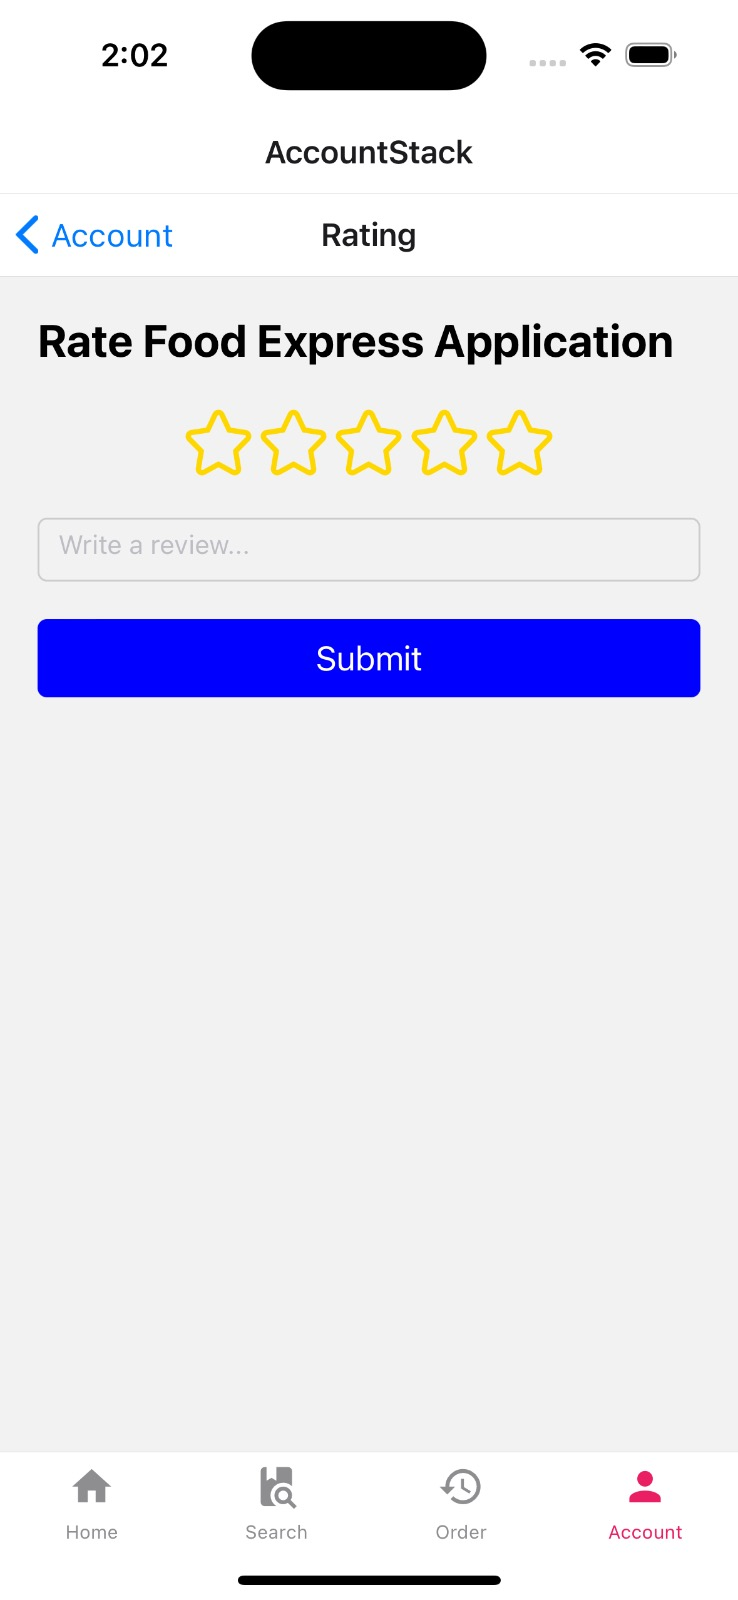 2:02
AccountStack
Account
Rating
Rate Food Express Application
Write a review...
Submit
Home
Search
Order
Account